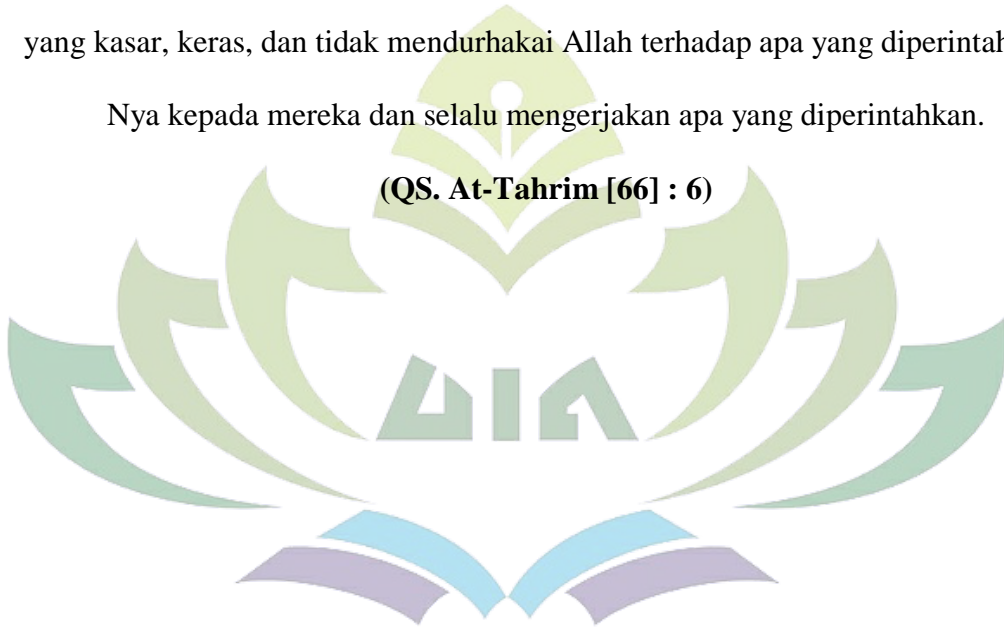 yang kasar, keras, dan tidak mendurhakai Allah terhadap apa yang
Nya kepada mereka dan selalu mengerjakan apa yang diperintahkan.
(QS. At-Tahrim [66] : 6)